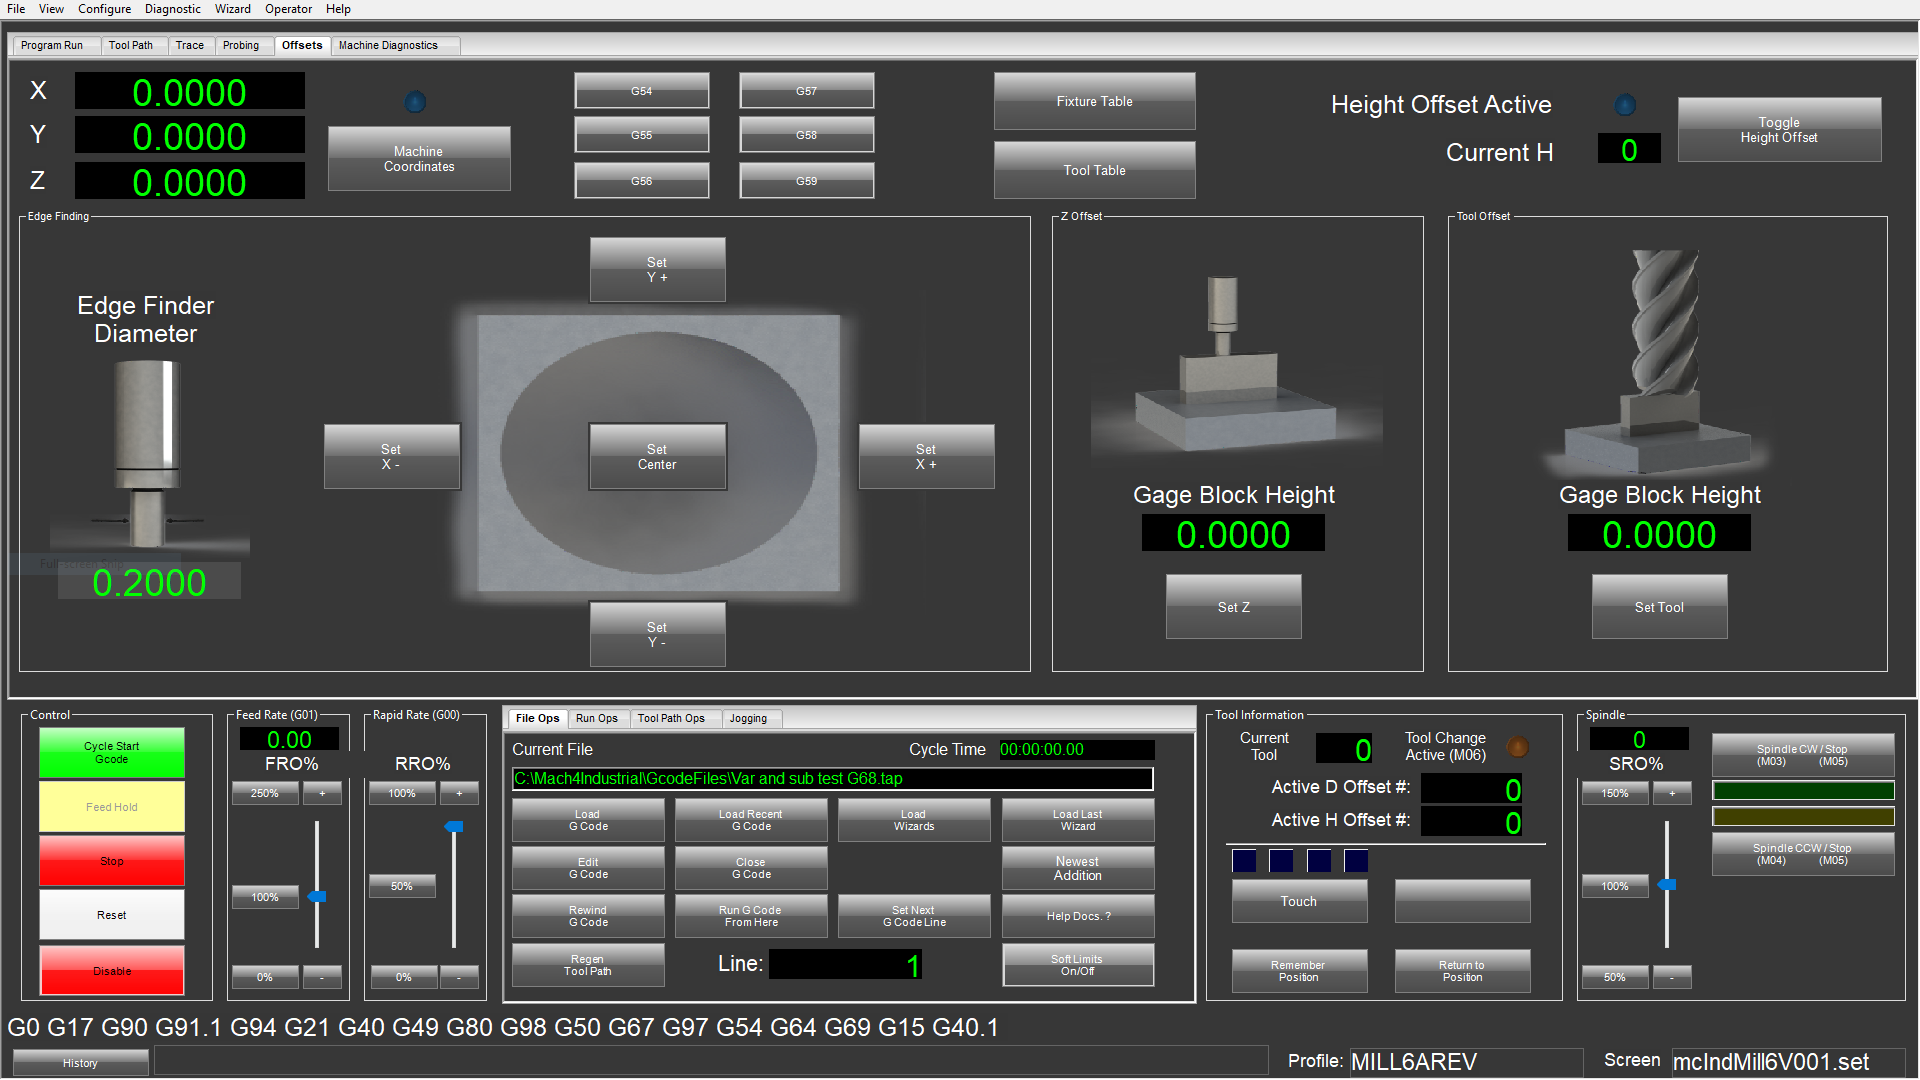 File View Configure Diagnostic Wizard Operator Help
Program Run Tool Path Trace Probing Offsets Machine Diagnostics
X 0.0000
Y 0.0000
Z 0.0000
Machine
Coordinates
G54 G57
G55 G58
G56 G59
Fixture Table
Tool Table
Height Offset Active
Current H 0
Toggle
Height Offset
Edge Finding
Edge Finder
Diameter
Full-screen Snip
0.2000
Set
Y +
Set
X -
Set
Center
Set
X +
Set
Y -
Z Offset
Gage Block Height
0.0000
Set Z
Tool Offset
Gage Block Height
0.0000
Set Tool
Control
Cycle Start
Gcode
Feed Hold
Stop
Reset
Disable
Feed Rate (G01)
0.00
FRO%
250% +
100%
0% -
Rapid Rate (G00)
RRO%
100% +
50%
0% -
File Ops Run Ops Tool Path Ops Jogging
Current File Cycle Time 00:00:00.00
C:\Mach4Industrial\GcodeFiles\Var and sub test G68.tap
Load
G Code
Load Recent
G Code
Load
Wizards
Load Last
Wizard
Edit
G Code
Close
G Code
Newest
Addition
Rewind
G Code
Run G Code
From Here
Set Next
G Code Line
Help Docs. ?
Regen
Tool Path
Line: 1
Soft Limits
On/Off
Tool Information
Current
Tool
0
Tool Change
Active (M06)
Active D Offset #: 0
Active H Offset #: 0
Touch
Remember
Position
Return to
Position
Spindle
0
SRO%
150% +
100%
50% -
Spindle CW / Stop
(M03) (M05)
Spindle CCW / Stop
(M04) (M05)
G0 G17 G90 G91.1 G94 G21 G40 G49 G80 G98 G50 G67 G97 G54 G64 G69 G15 G40.1
History
Profile: MILL6AREV
Screen mcIndMill6V001.set